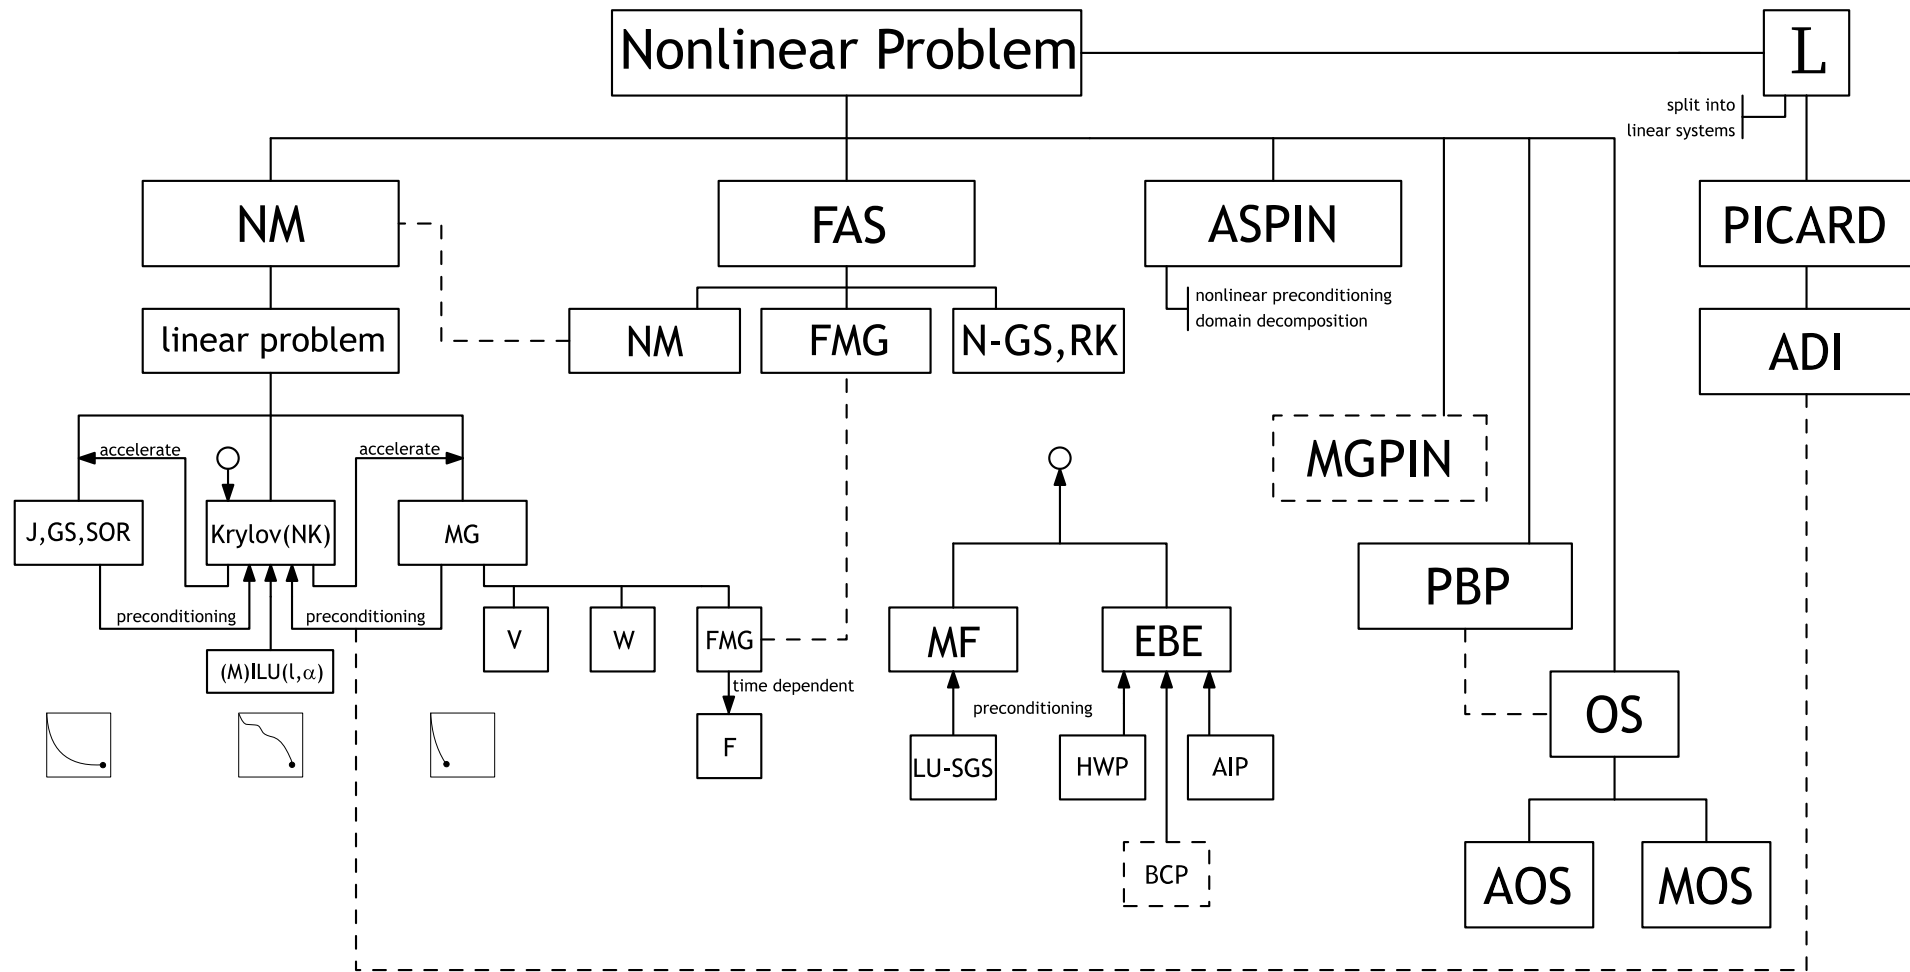 Nonlinear Problem
L
split into
linear systems
NM
FAS
ASPIN
PICARD
nonlinear preconditioning
domain decomposition
linear problem
NM
FMG
N-GS,RK
ADI
accelerate
accelerate
MGPIN
J,GS,SOR
Krylov(NK)
MG
PBP
preconditioning
preconditioning
V
W
FMG
MF
EBE
(M)ILU(l,α)
time dependent
preconditioning
OS
F
LU-SGS
HWP
AIP
BCP
AOS
MOS